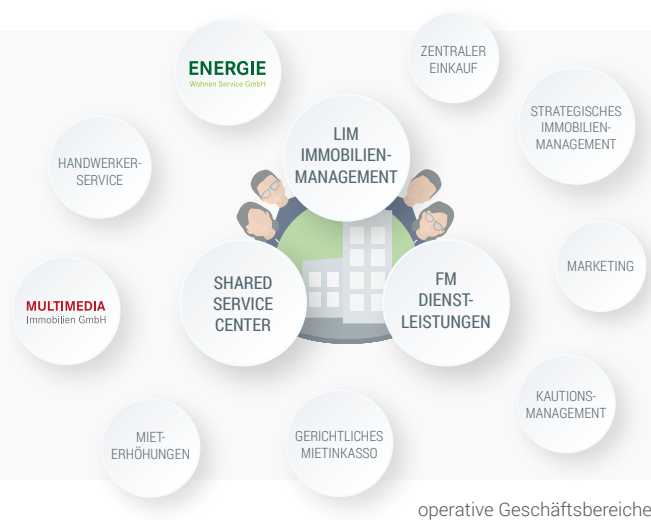 ENERGIE
Wohnen Service GmbH
ZENTRALER
EINKAUF
STRATEGISCHES
IMMOBILIEN-
MANAGEMENT
LIM
IMMOBILIEN-
MANAGEMENT
HANDWERKER-
SERVICE
MARKETING
SHARED
SERVICE
CENTER
FM
DIENST-
LEISTUNGEN
MULTIMEDIA
Immobilien GmbH
KAUTIONS-
MANAGEMENT
MIET-
ERHÖHUNGEN
GERICHTLICHES
MIETINKASSO
operative Geschäftsbereiche